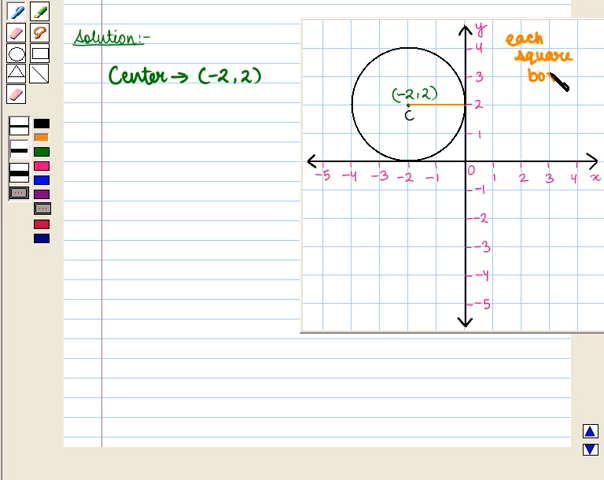 Solution:-
Center → (-2, 2)
each
square
bo
(-2, 2)
C
y
4
3
2
1
-5 -4 -3 -2 -1 0 1 2 3 4 x
-1
-2
-3
-4
-5